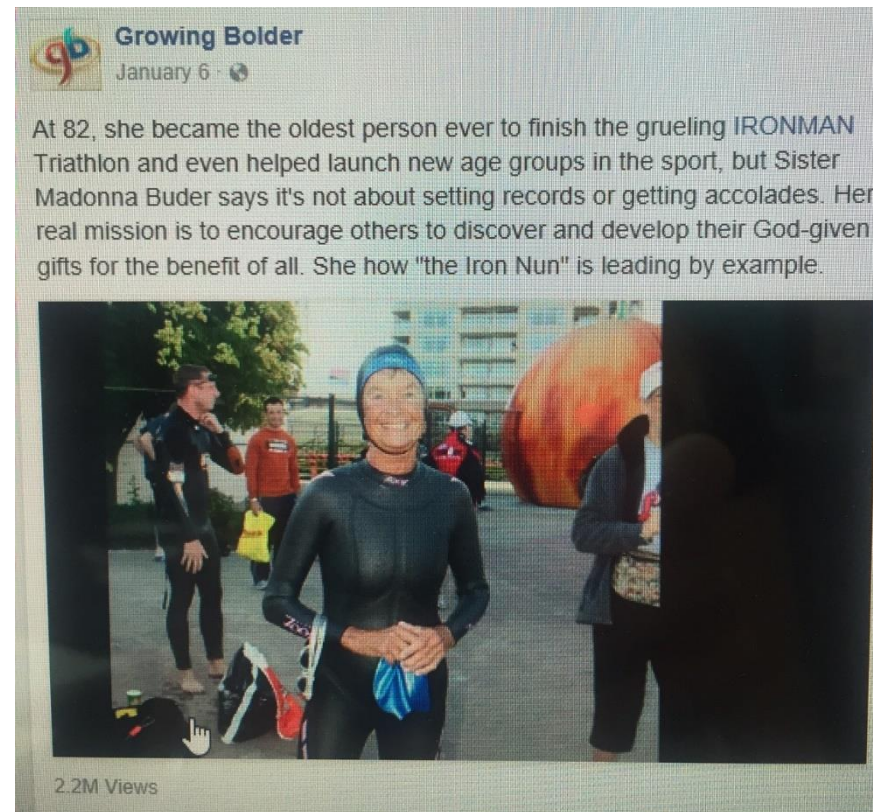 gb
Growing Bolder
January 6
At 82, she became the oldest person ever to finish the grueling IRONMAN
Triathlon and even helped launch new age groups in the sport, but Sister
Madonna Buder says it's not about setting records or getting accolades. Her
real mission is to encourage others to discover and develop their God-given
gifts for the benefit of all. She how "the Iron Nun" is leading by example.
2.2M Views